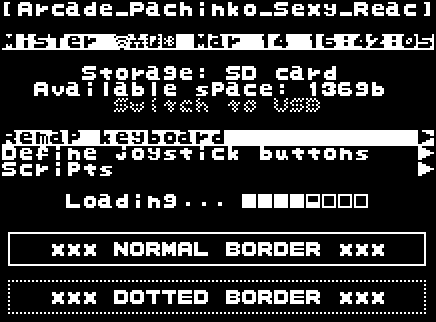 [Arcade_Pachinko_Sexy_Reac]
MiSTer Mar 14 16:42:05
Storage: SD card
Available space: 1369b
Switch to USB
Remap keyboard ▶
Define joystick buttons ▶
Scripts ▶
Loading...
xxx NORMAL BORDER xxx
xxx DOTTED BORDER xxx